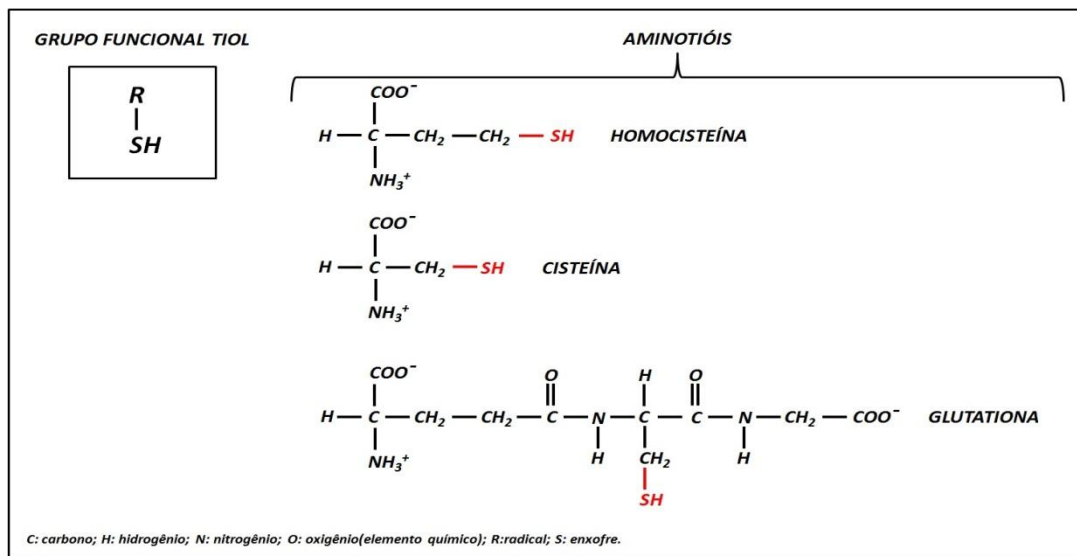 GRUPO FUNCIONAL TIOL
R
SH
AMINOTIÓIS
COO⁻
H C CH₂ CH₂ SH HOMOCISTEÍNA
NH₃⁺
COO⁻
H C CH₂ SH CISTEÍNA
NH₃⁺
COO⁻ O H O
H C CH₂ CH₂ C N C C N CH₂ COO⁻ GLUTATIONA
NH₃⁺ H CH₂ H
SH
C: carbono; H: hidrogênio; N: nitrogênio; O: oxigênio(elemento químico); R:radical; S: enxofre.